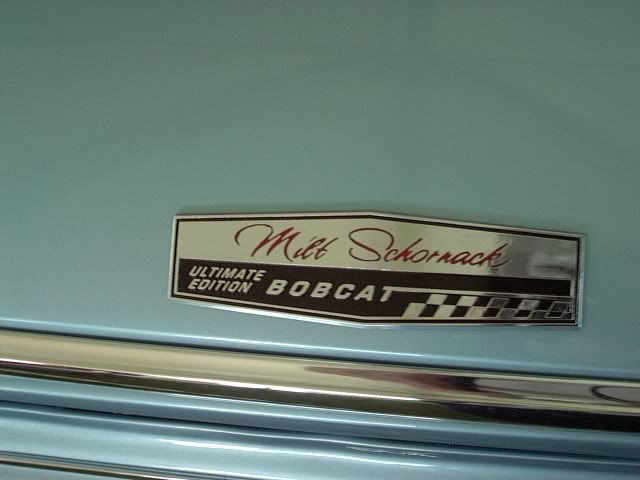 Milt Schornack
ULTIMATE
EDITION BOBCAT